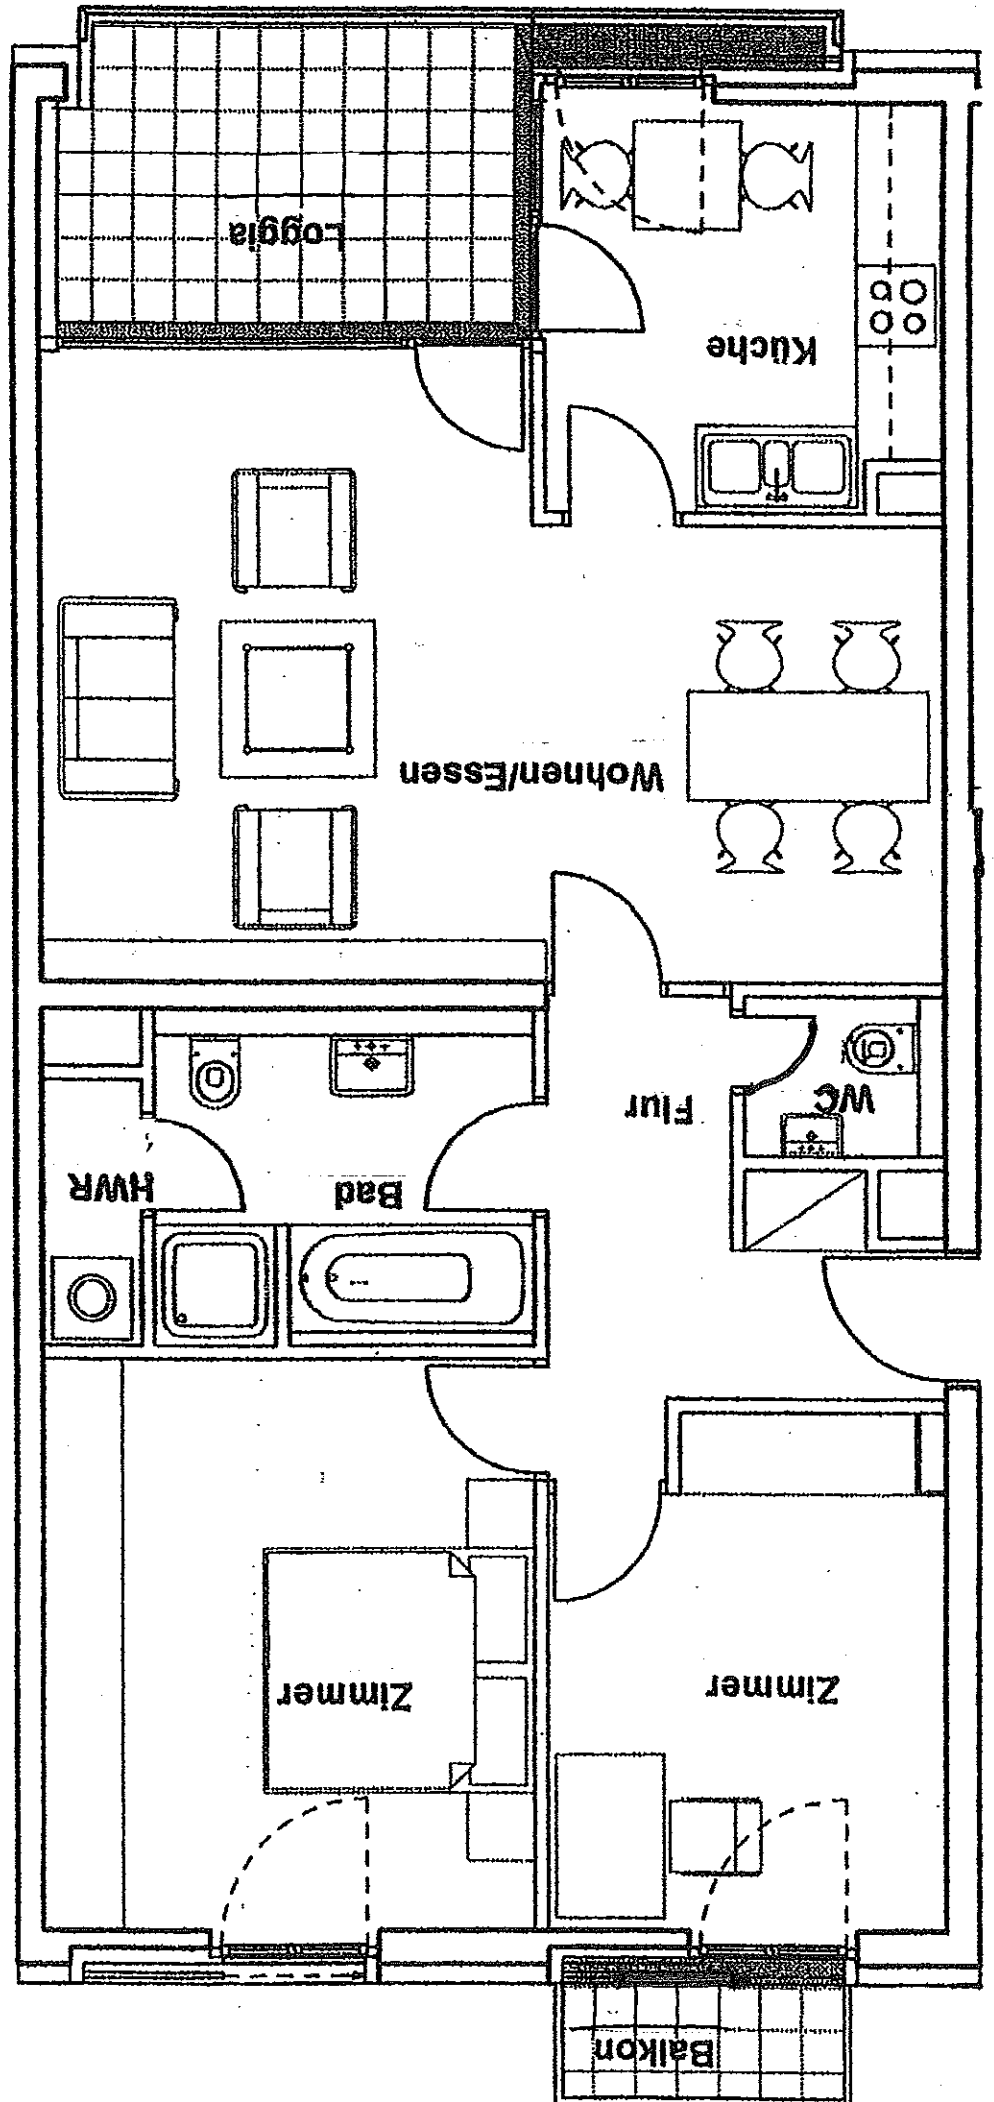 Balkon
Zimmer
Zimmer
Bad
HWR
WC
Flur
Wohnen/Essen
Küche
Loggia